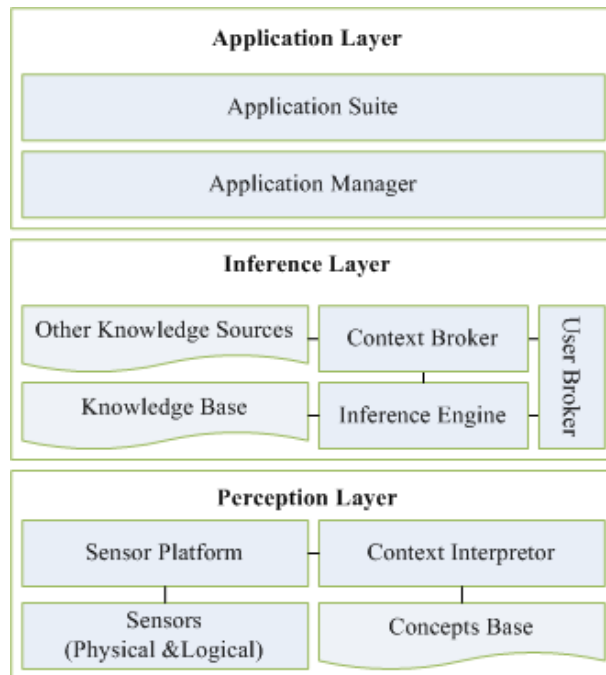 Application Layer
Application Suite
Application Manager
Inference Layer
Other Knowledge Sources
Context Broker
User Broker
Knowledge Base
Inference Engine
Perception Layer
Sensor Platform
Context Interpretor
Sensors
(Physical &Logical)
Concepts Base